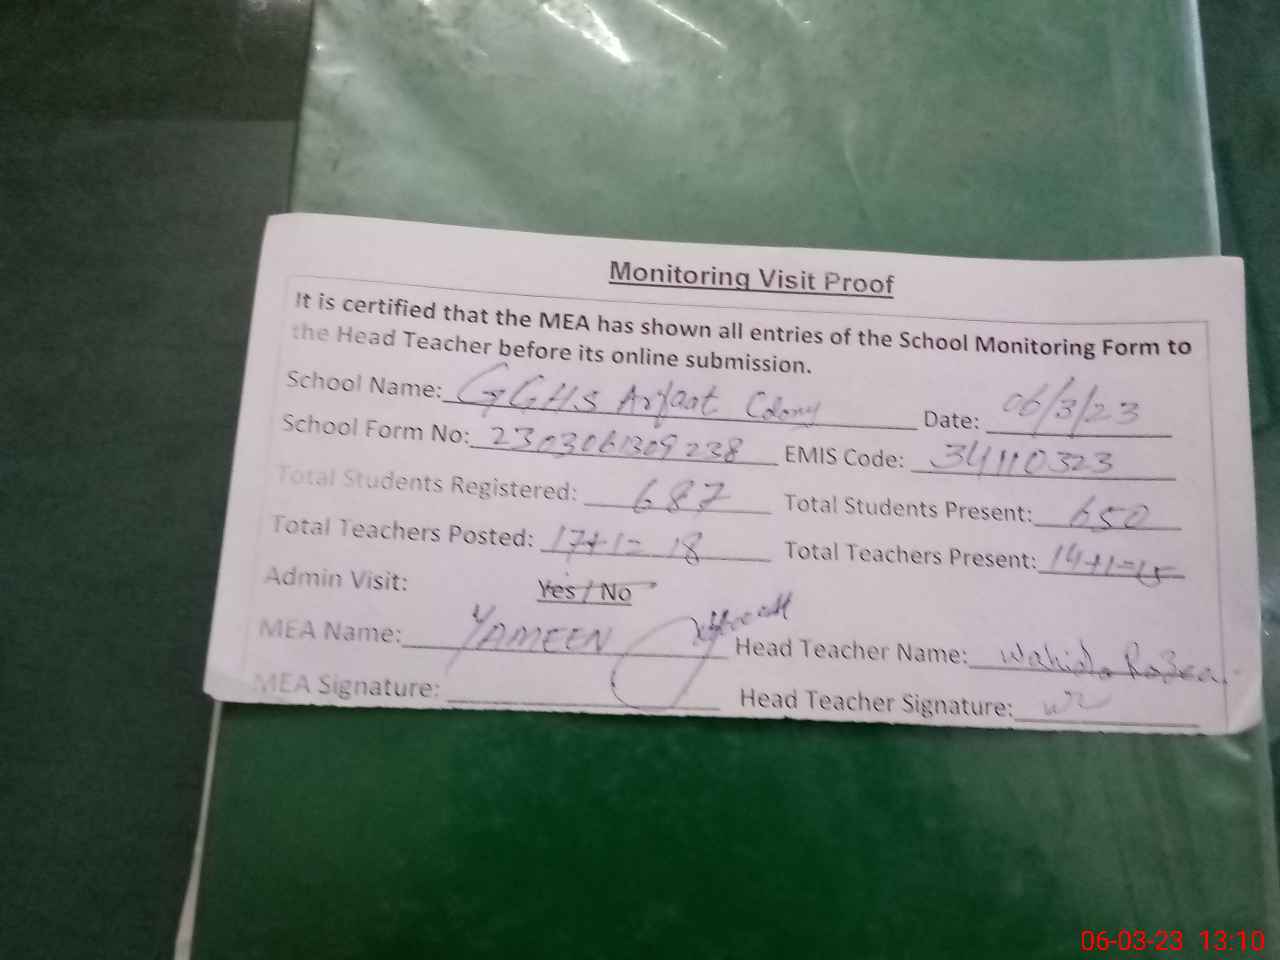 Monitoring Visit Proof
It is certified that the MEA has shown all entries of the School Monitoring Form to
the Head Teacher before its online submission.
School Name: GGHS Arfaat Colony Date: 06/3/23
School Form No: 2303061309238 EMIS Code: 34110323
Total Students Registered: 687 Total Students Present: 650
Total Teachers Posted: 17+1= 18 Total Teachers Present: 14+1=15
Admin Visit: Yes / No
MEA Name: YAMEEN Head Teacher Name: Wahida
MEA Signature: Head Teacher Signature:
06-03-23 13:10